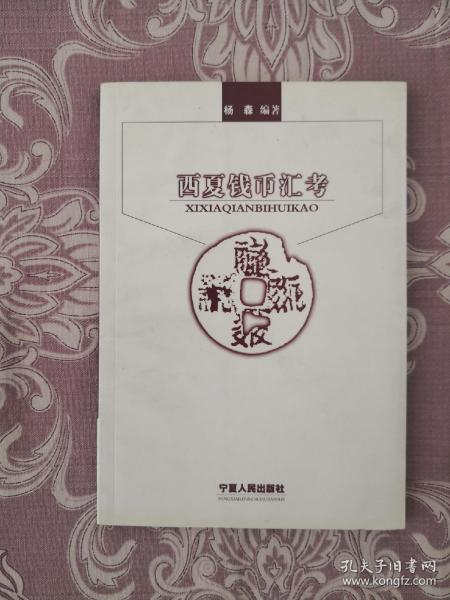 杨森 编著
西夏钱币汇考
XIXIAQIANBIHUIKAO
宁夏人民出版社
孔夫子旧书网
www.kongfz.com